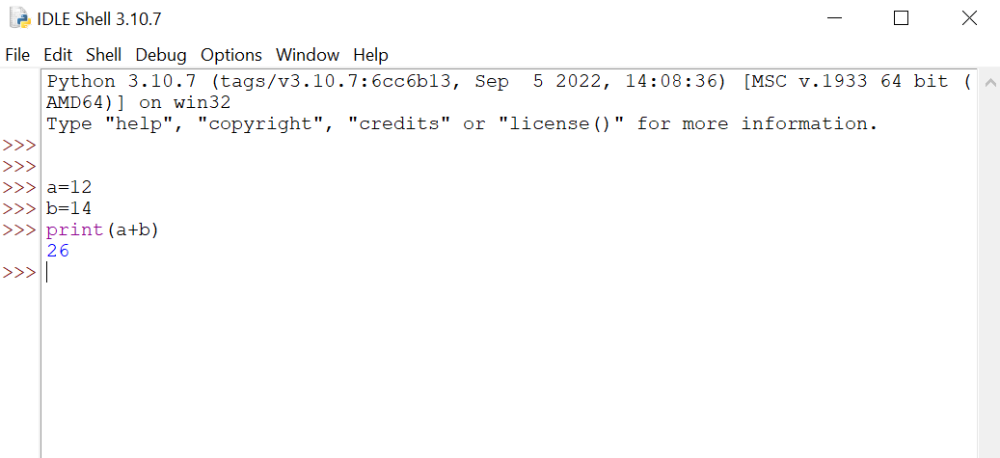 IDLE Shell 3.10.7
File Edit Shell Debug Options Window Help
Python 3.10.7 (tags/v3.10.7:6cc6b13, Sep  5 2022, 14:08:36) [MSC v.1933 64 bit (
AMD64)] on win32
Type "help", "copyright", "credits" or "license()" for more information.
>>>
>>>
>>> a=12
>>> b=14
>>> print(a+b)
26
>>>